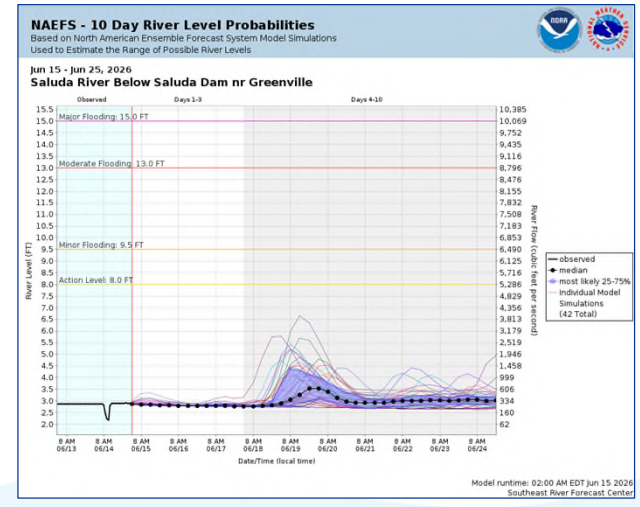 NAEFS - 10 Day River Level Probabilities
Based on North American Ensemble Forecast System Model Simulations
Used to Estimate the Range of Possible River Levels
Jun 15 - Jun 25, 2026
Saluda River Below Saluda Dam nr Greenville
Observed Days 1-3 Days 4-10
15.5 10,385
Major Flooding: 15.0 FT
15.0 10,069
14.5 9,752
14.0 9,435
13.5 9,116
Moderate Flooding: 13.0 FT
13.0 8,796
12.5 8,476
12.0 8,155
11.5 7,832
11.0 7,508
10.5 7,183
10.0 6,853
Minor Flooding: 9.5 FT
9.5 6,490
9.0 6,125
8.5 5,716
Action Level: 8.0 FT
8.0 5,286
7.5 4,829
7.0 4,356
6.5 3,813
6.0 3,179
5.5 2,519
5.0 1,946
4.5 1,458
4.0 999
3.5 606
3.0 334
2.5 160
2.0 62
River Level (FT)
River Flow (cubic feet per second)
observed
median
most likely 25-75%
Individual Model
Simulations
(42 Total)
8 AM 8 AM 8 AM 8 AM 8 AM 8 AM 8 AM 8 AM 8 AM 8 AM 8 AM 8 AM
06/13 06/14 06/15 06/16 06/17 06/18 06/19 06/20 06/21 06/22 06/23 06/24
Date/Time (local time)
Model runtime: 02:00 AM EDT Jun 15 2026
Southeast River Forecast Center